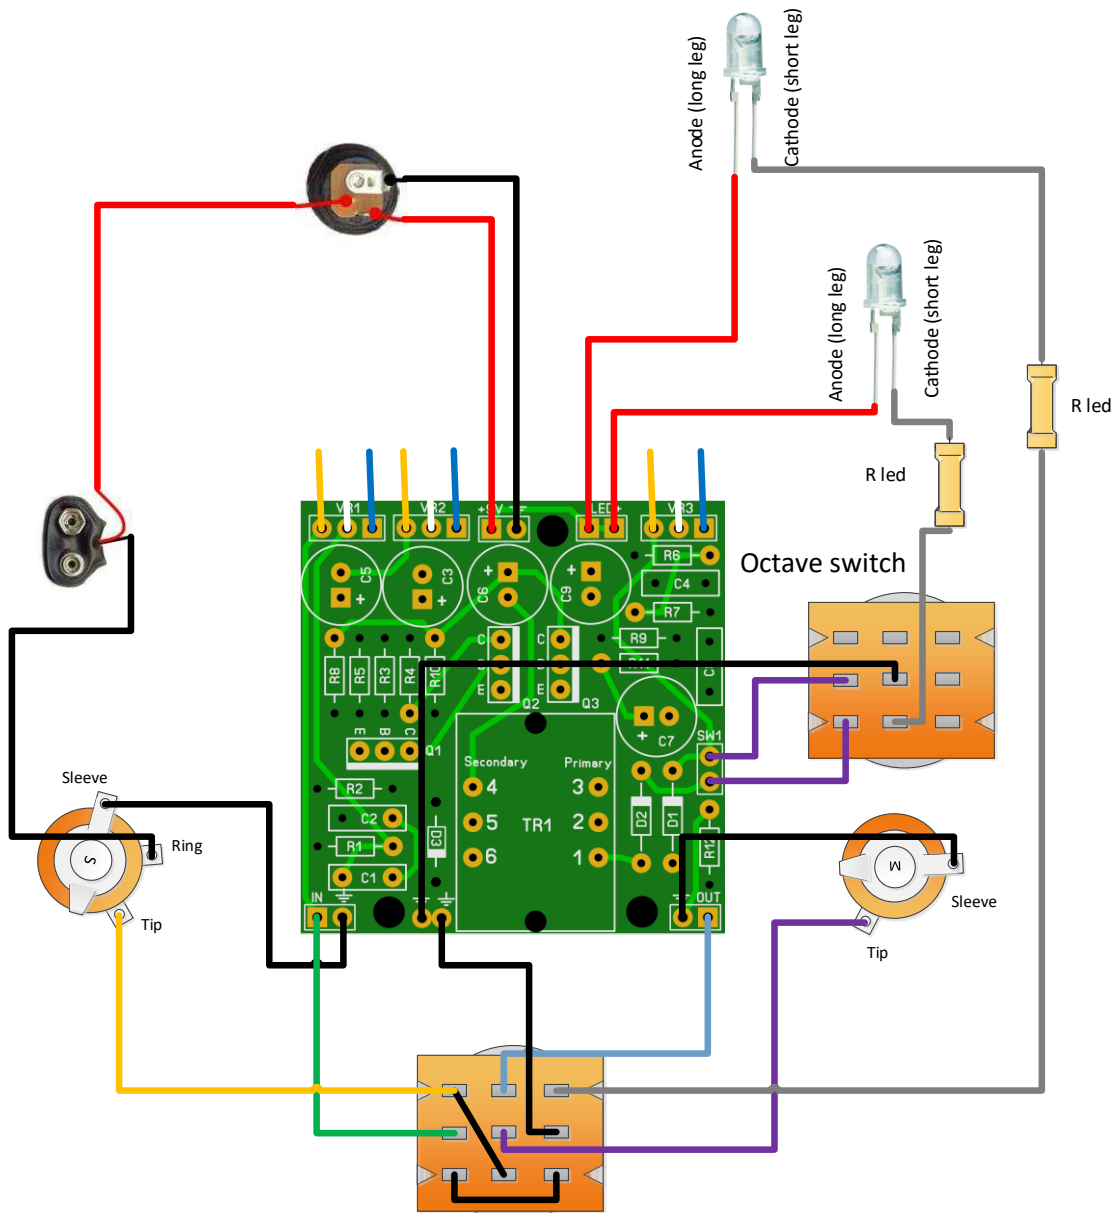 Anode (long leg)
Cathode (short leg)
Anode (long leg)
Cathode (short leg)
R led
R led
Octave switch
VR1
VR2
+9V
LED+
VR3
C5
C3
C6
C9
R6
C4
R7
R9
R8
R5
R3
R4
R10
C
E
Q2
C
E
Q3
C7
SW1
E
B
C
Q1
Secondary
Primary
4
3
5
TR1
2
6
1
R2
C2
R1
C1
D3
D2
D1
R12
IN
OUT
Sleeve
S
Ring
Tip
M
Sleeve
Tip